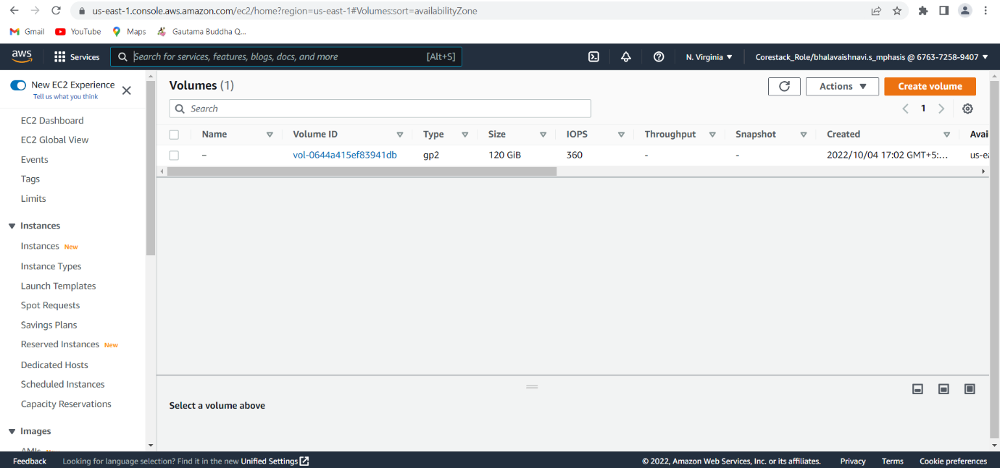 us-east-1.console.aws.amazon.com/ec2/home?region=us-east-1#Volumes:sort=availabilityZone
Gmail YouTube Maps Gautama Buddha Q...
aws Services Search for services, features, blogs, docs, and more [Alt+S] N. Virginia Corestack_Role/bhalavaishnavi.s_mphasis @ 6763-7258-9407
New EC2 Experience
Tell us what you think
EC2 Dashboard
EC2 Global View
Events
Tags
Limits
Instances
Instances New
Instance Types
Launch Templates
Spot Requests
Savings Plans
Reserved Instances New
Dedicated Hosts
Scheduled Instances
Capacity Reservations
Images
Volumes (1) Actions Create volume
Search 1
Name Volume ID Type Size IOPS Throughput Snapshot Created Avai
– vol-0644a415ef83941db gp2 120 GiB 360 - - 2022/10/04 17:02 GMT+5:... us-ea
Select a volume above
Feedback Looking for language selection? Find it in the new Unified Settings © 2022, Amazon Web Services, Inc. or its affiliates. Privacy Terms Cookie preferences